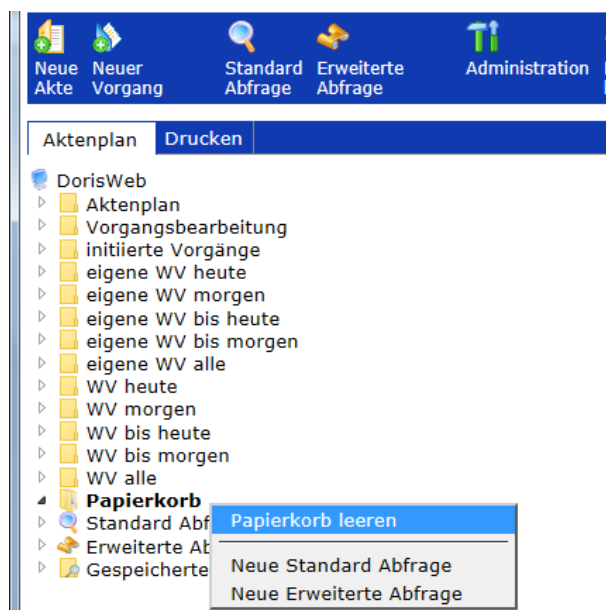 Neue Neuer Standard Erweiterte Administration
Akte Vorgang Abfrage Abfrage
Aktenplan Drucken
DorisWeb
Aktenplan
Vorgangsbearbeitung
initiierte Vorgänge
eigene WV heute
eigene WV morgen
eigene WV bis heute
eigene WV bis morgen
eigene WV alle
WV heute
WV morgen
WV bis heute
WV bis morgen
WV alle
Papierkorb
Standard Abf Papierkorb leeren
Erweiterte Ab
Gespeicherte Neue Standard Abfrage
Neue Erweiterte Abfrage